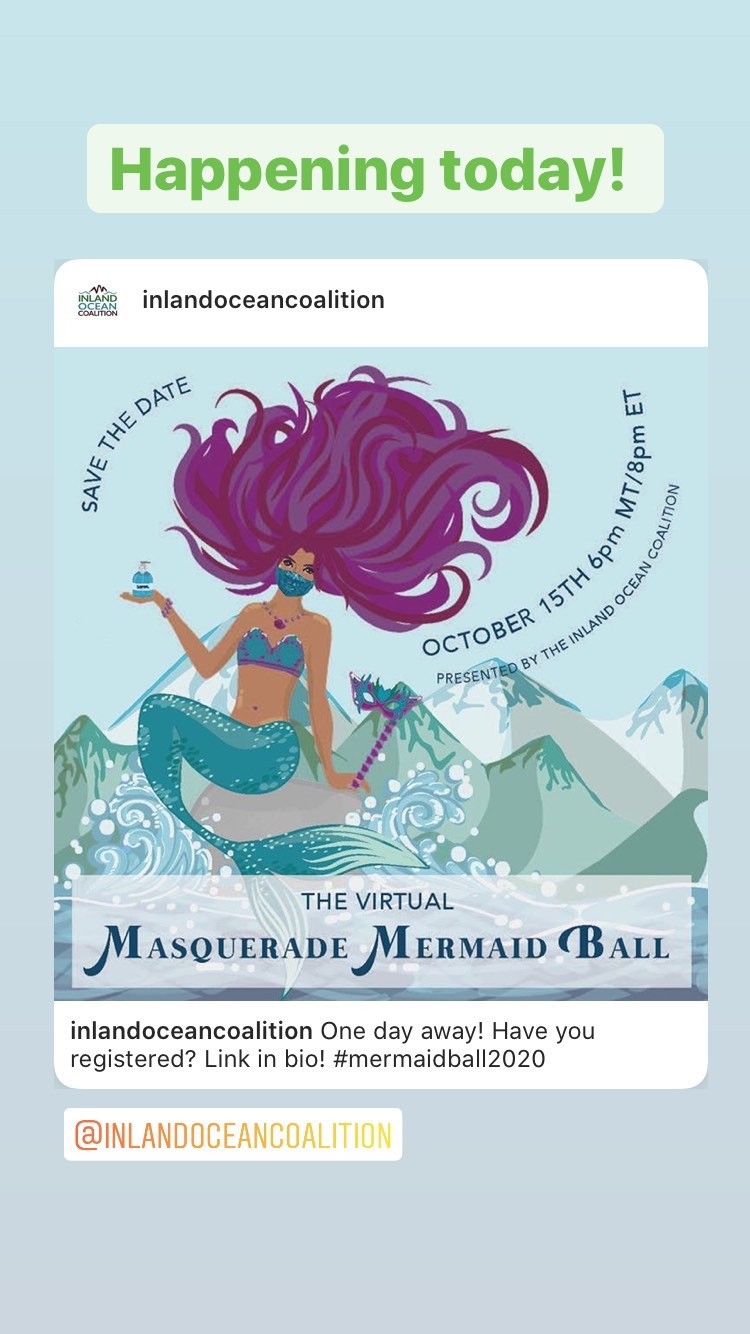 Happening today!
INLAND
OCEAN
COALITION
inlandoceancoalition
SAVE THE DATE
OCTOBER 15TH 6pm MT/8pm ET
PRESENTED BY THE INLAND OCEAN COALITION
THE VIRTUAL
MASQUERADE MERMAID BALL
inlandoceancoalition One day away! Have you
registered? Link in bio! #mermaidball2020
@INLANDOCEANCOALITION